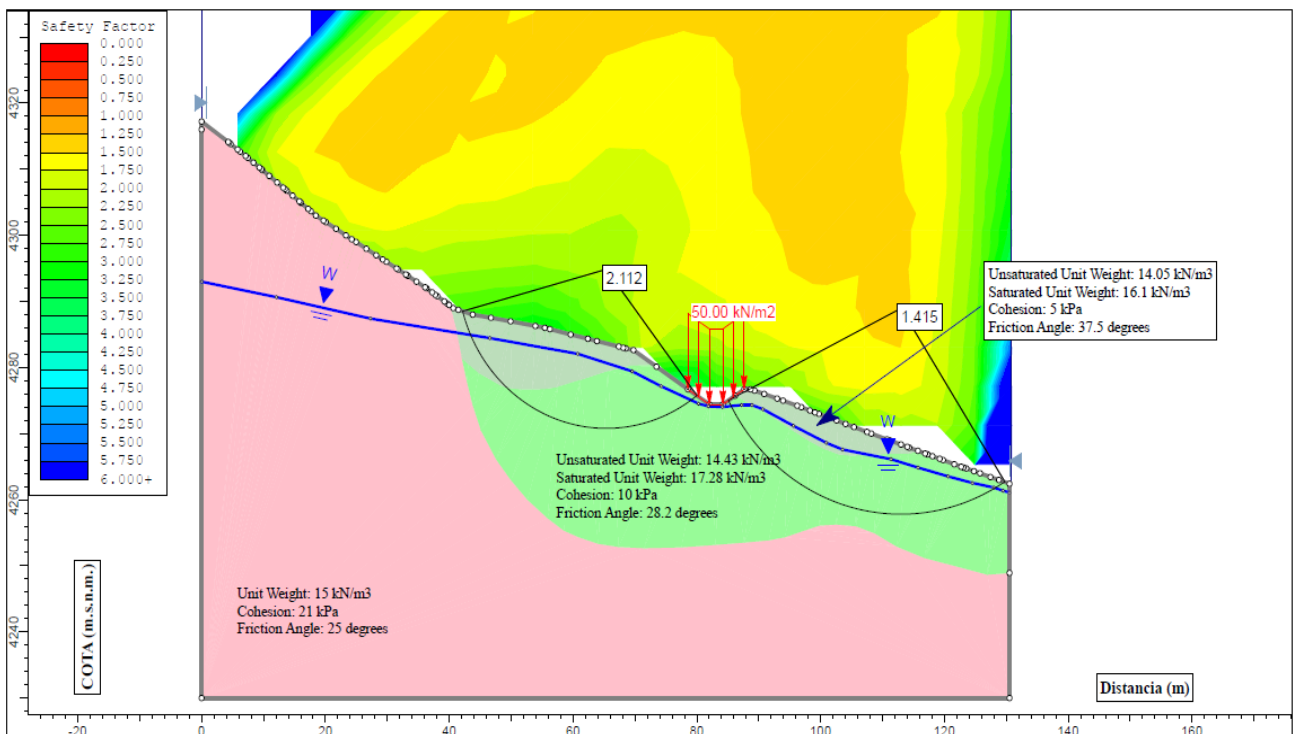 Safety Factor
0.000
0.250
0.500
0.750
1.000
1.250
1.500
1.750
2.000
2.250
2.500
2.750
3.000
3.250
3.500
3.750
4.000
4.250
4.500
4.750
5.000
5.250
5.500
5.750
6.000+
4320
4300
4280
4260
4240
W
2.112
50.00 kN/m2
1.415
Unsaturated Unit Weight: 14.05 kN/m3
Saturated Unit Weight: 16.1 kN/m3
Cohesion: 5 kPa
Friction Angle: 37.5 degrees
W
Unsaturated Unit Weight: 14.43 kN/m3
Saturated Unit Weight: 17.28 kN/m3
Cohesion: 10 kPa
Friction Angle: 28.2 degrees
Unit Weight: 15 kN/m3
Cohesion: 21 kPa
Friction Angle: 25 degrees
COTA (m.s.n.m.)
Distancia (m)
-20 0 20 40 60 80 100 120 140 160